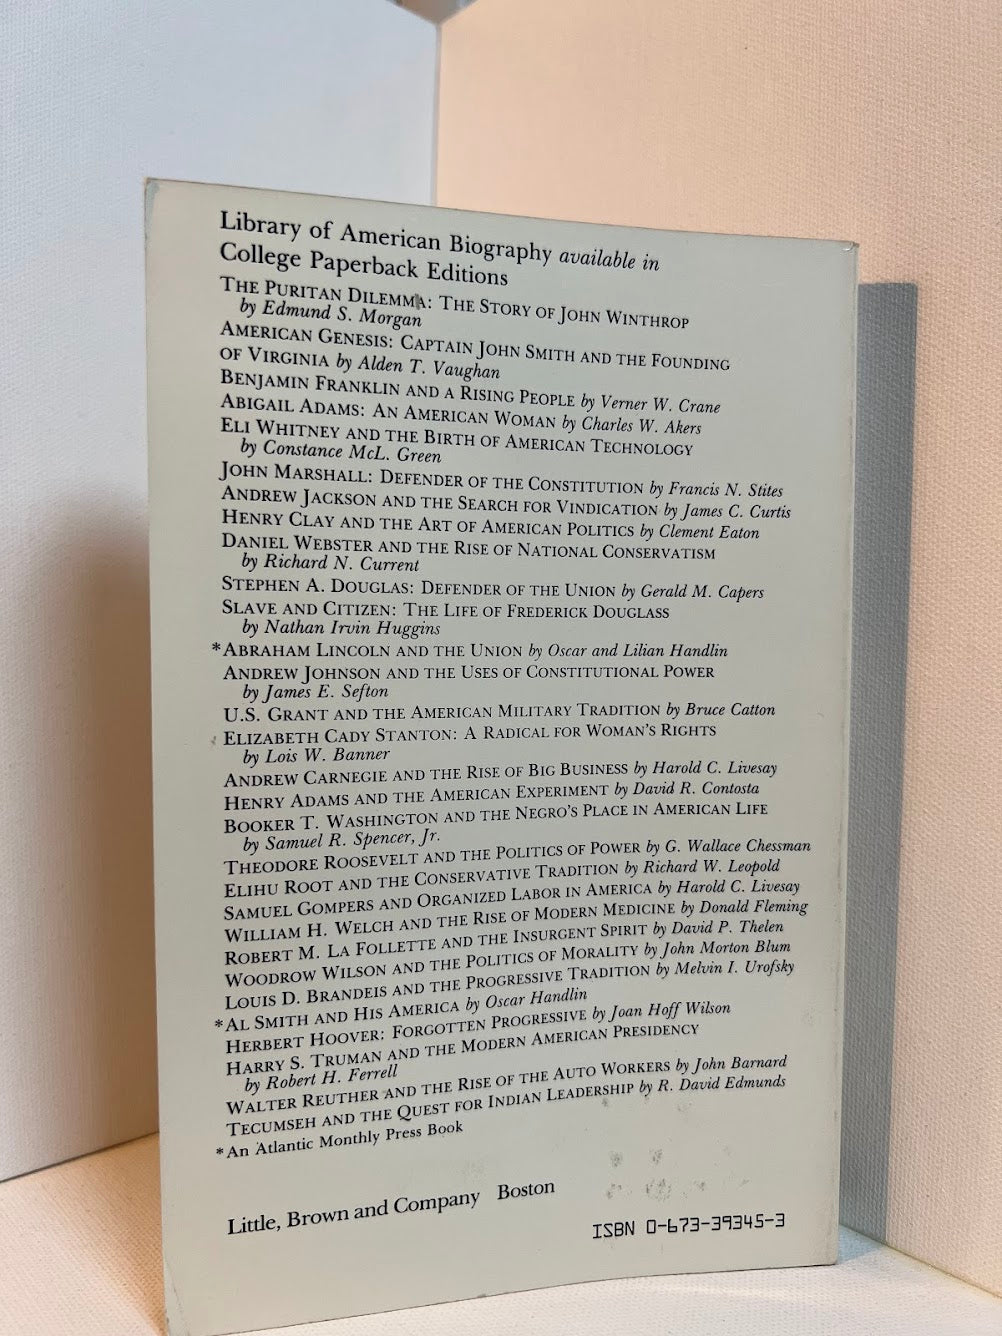 Library of American Biography available in
College Paperback Editions
THE PURITAN DILEMMA: THE STORY OF JOHN WINTHROP
by Edmund S. Morgan
AMERICAN GENESIS: CAPTAIN JOHN SMITH AND THE FOUNDING
OF VIRGINIA by Alden T. Vaughan
BENJAMIN FRANKLIN AND A RISING PEOPLE by Verner W. Crane
ABIGAIL ADAMS: AN AMERICAN WOMAN by Charles W. Akers
ELI WHITNEY AND THE BIRTH OF AMERICAN TECHNOLOGY
by Constance McL. Green
JOHN MARSHALL: DEFENDER OF THE CONSTITUTION by Francis N. Stites
ANDREW JACKSON AND THE SEARCH FOR VINDICATION by James C. Curtis
HENRY CLAY AND THE ART OF AMERICAN POLITICS by Clement Eaton
DANIEL WEBSTER AND THE RISE OF NATIONAL CONSERVATISM
by Richard N. Current
STEPHEN A. DOUGLAS: DEFENDER OF THE UNION by Gerald M. Capers
SLAVE AND CITIZEN: THE LIFE OF FREDERICK DOUGLASS
by Nathan Irvin Huggins
*ABRAHAM LINCOLN AND THE UNION by Oscar and Lilian Handlin
ANDREW JOHNSON AND THE USES OF CONSTITUTIONAL POWER
by James E. Sefton
U.S. GRANT AND THE AMERICAN MILITARY TRADITION by Bruce Catton
ELIZABETH CADY STANTON: A RADICAL FOR WOMAN'S RIGHTS
by Lois W. Banner
ANDREW CARNEGIE AND THE RISE OF BIG BUSINESS by Harold C. Livesay
HENRY ADAMS AND THE AMERICAN EXPERIMENT by David R. Contosta
BOOKER T. WASHINGTON AND THE NEGRO'S PLACE IN AMERICAN LIFE
by Samuel R. Spencer, Jr.
THEODORE ROOSEVELT AND THE POLITICS OF POWER by G. Wallace Chessman
ELIHU ROOT AND THE CONSERVATIVE TRADITION by Richard W. Leopold
SAMUEL GOMPERS AND ORGANIZED LABOR IN AMERICA by Harold C. Livesay
WILLIAM H. WELCH AND THE RISE OF MODERN MEDICINE by Donald Fleming
ROBERT M. LA FOLLETTE AND THE INSURGENT SPIRIT by David P. Thelen
WOODROW WILSON AND THE POLITICS OF MORALITY by John Morton Blum
LOUIS D. BRANDEIS AND THE PROGRESSIVE TRADITION by Melvin I. Urofsky
*AL SMITH AND HIS AMERICA by Oscar Handlin
HERBERT HOOVER: FORGOTTEN PROGRESSIVE by Joan Hoff Wilson
HARRY S. TRUMAN AND THE MODERN AMERICAN PRESIDENCY
by Robert H. Ferrell
WALTER REUTHER AND THE RISE OF THE AUTO WORKERS by John Barnard
TECUMSEH AND THE QUEST FOR INDIAN LEADERSHIP by R. David Edmunds
*An Atlantic Monthly Press Book
Little, Brown and Company Boston
ISBN 0-673-39345-3